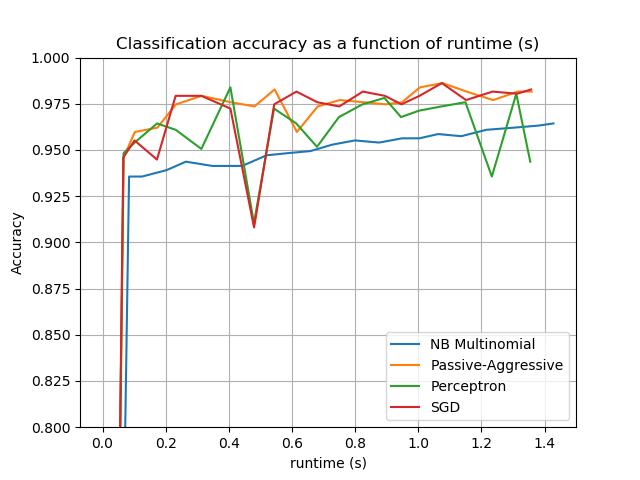 Classification accuracy as a function of runtime (s)
1.000
0.975
0.950
0.925
0.900
0.875
0.850
0.825
0.800
Accuracy
NB Multinomial
Passive-Aggressive
Perceptron
SGD
0.0 0.2 0.4 0.6 0.8 1.0 1.2 1.4
runtime (s)